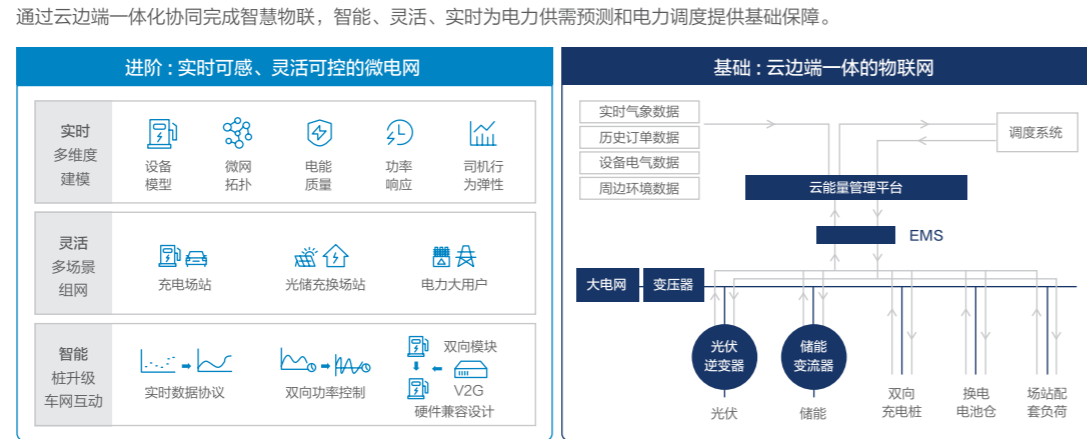 通过云边端一体化协同完成智慧物联，智能、灵活、实时为电力供需预测和电力调度提供基础保障。
进阶：实时可感、灵活可控的微电网
实时
多维度
建模
设备
模型
微网
拓扑
电能
质量
功率
响应
司机行
为弹性
灵活
多场景
组网
充电场站
光储充换场站
电力大用户
智能
桩升级
车网互动
实时数据协议
双向功率控制
双向模块
V2G
硬件兼容设计
基础：云边端一体的物联网
实时气象数据
历史订单数据
设备电气数据
周边环境数据
调度系统
云能量管理平台
EMS
大电网
变压器
光伏
逆变器
储能
变流器
光伏
储能
双向
充电桩
换电
电池仓
场站配
套负荷